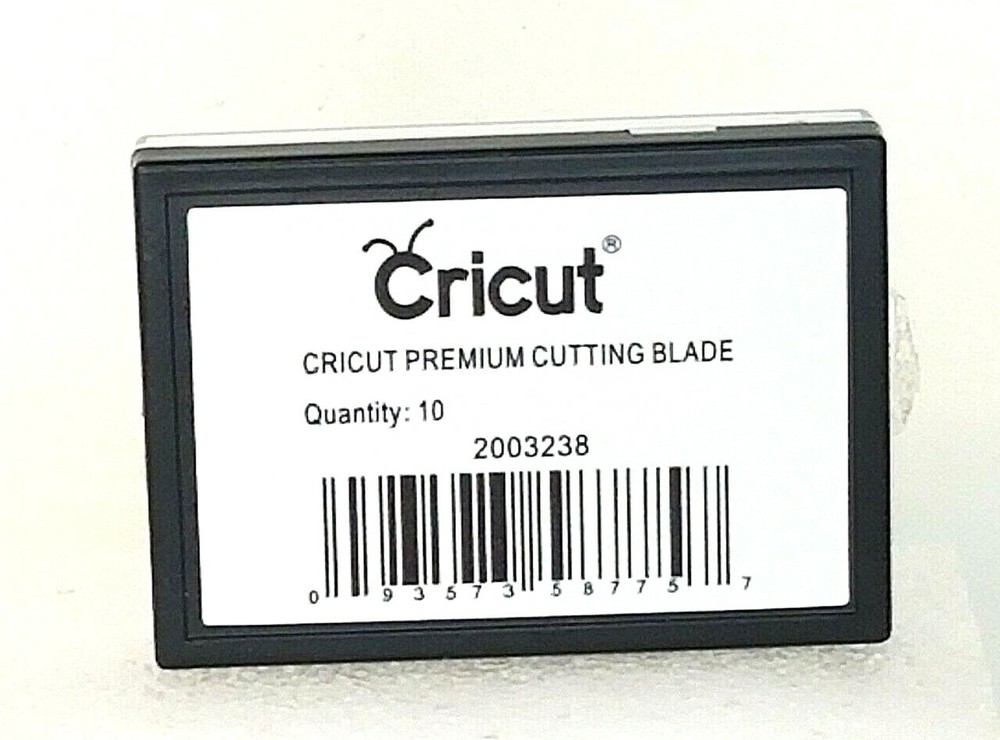 Cricut®
CRICUT PREMIUM CUTTING BLADE
Quantity: 10
2003238
0 93573 58775 7